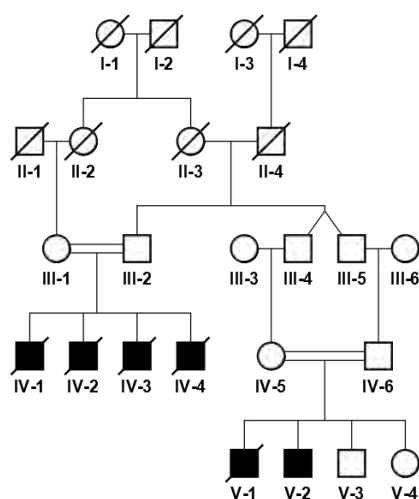 I-1 I-2 I-3 I-4
II-1 II-2 II-3 II-4
III-1 III-2 III-3 III-4 III-5 III-6
IV-1 IV-2 IV-3 IV-4 IV-5 IV-6
V-1 V-2 V-3 V-4